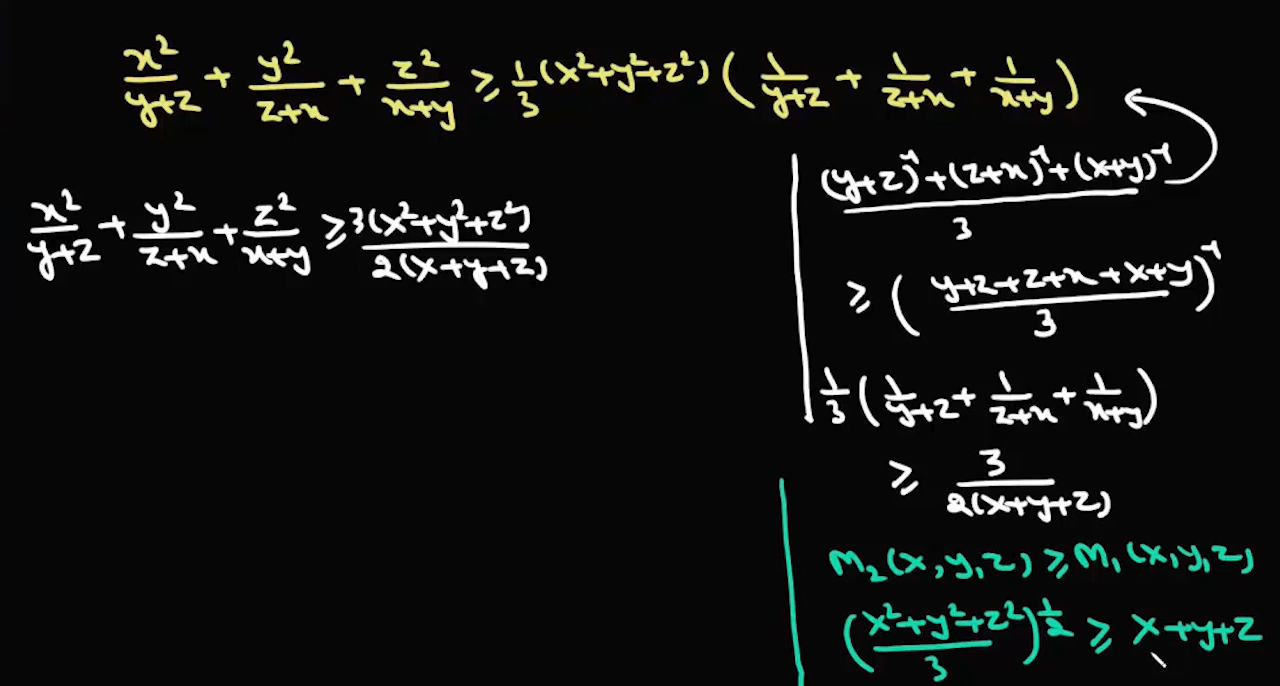 x²/(y+z) + y²/(z+x) + z²/(x+y) ≥ 1/3 (x²+y²+z²) (1/(y+z) + 1/(z+x) + 1/(x+y))
x²/(y+z) + y²/(z+x) + z²/(x+y) ≥ 3(x²+y²+z²)/(2(x+y+z))
((y+z)⁻¹+(z+x)⁻¹+(x+y)⁻¹)/3
≥ ((y+z+z+x+x+y)/3)⁻¹
1/3 (1/(y+z) + 1/(z+x) + 1/(x+y))
≥ 3/(2(x+y+z))
M₂(x,y,z) ≥ M₁(x,y,z)
((x²+y²+z²)/3)^(1/2) ≥ x+y+z